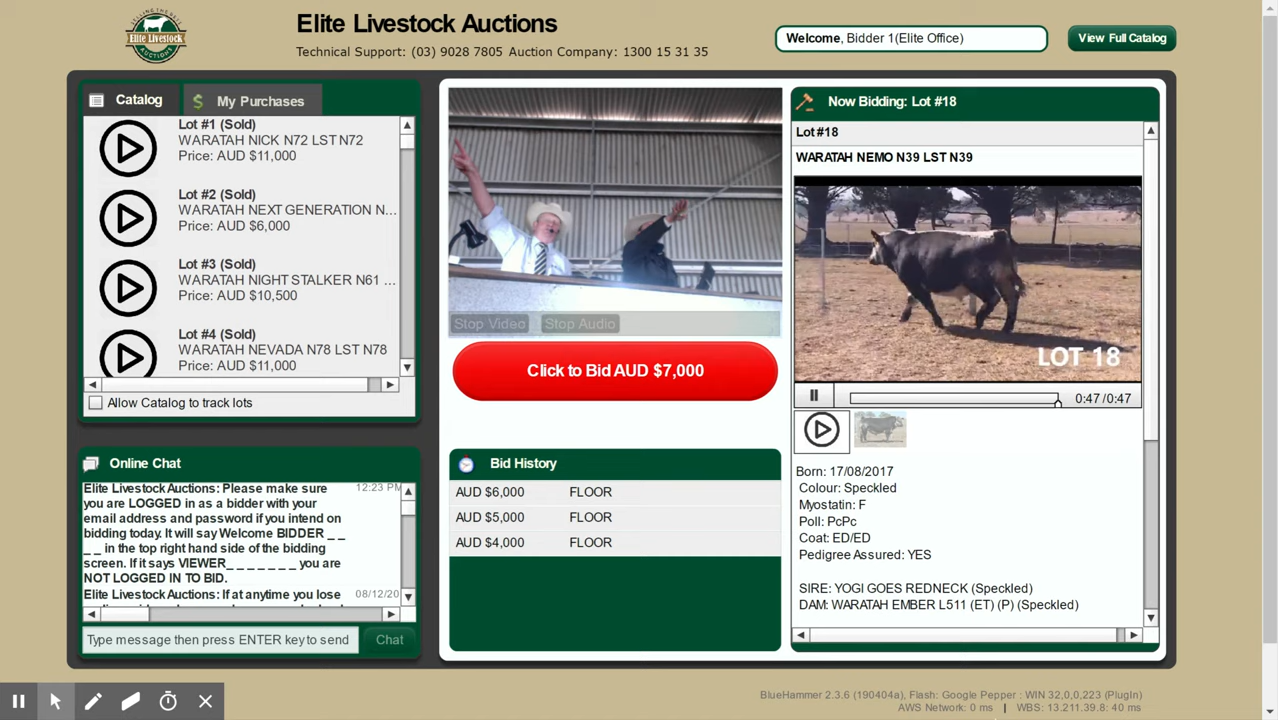 Elite Livestock
AUCTIONS
Elite Livestock Auctions
Technical Support: (03) 9028 7805 Auction Company: 1300 15 31 35
Welcome, Bidder 1(Elite Office)
View Full Catalog
Catalog
My Purchases
Lot #1 (Sold)
WARATAH NICK N72 LST N72
Price: AUD $11,000
Lot #2 (Sold)
WARATAH NEXT GENERATION N...
Price: AUD $6,000
Lot #3 (Sold)
WARATAH NIGHT STALKER N61 ...
Price: AUD $10,500
Lot #4 (Sold)
WARATAH NEVADA N78 LST N78
Price: AUD $11,000
Allow Catalog to track lots
Online Chat
Elite Livestock Auctions: Please make sure 12:23 PM
you are LOGGED in as a bidder with your
email address and password if you intend on
bidding today. It will say Welcome BIDDER _ _
_ _ in the top right hand side of the bidding
screen. If it says VIEWER_ _ _ _ _ _ _ you are
NOT LOGGED IN TO BID.
Elite Livestock Auctions: If at anytime you lose 08/12/20
Type message then press ENTER key to send
Chat
Stop Video
Stop Audio
Click to Bid AUD $7,000
Bid History
AUD $6,000 FLOOR
AUD $5,000 FLOOR
AUD $4,000 FLOOR
Now Bidding: Lot #18
Lot #18
WARATAH NEMO N39 LST N39
LOT 18
0:47 /0:47
Born: 17/08/2017
Colour: Speckled
Myostatin: F
Poll: PcPc
Coat: ED/ED
Pedigree Assured: YES
SIRE: YOGI GOES REDNECK (Speckled)
DAM: WARATAH EMBER L511 (ET) (P) (Speckled)
BlueHammer 2.3.6 (190404a), Flash: Google Pepper : WIN 32,0,0,223 (PlugIn)
AWS Network: 0 ms | WBS: 13.211.39.8: 40 ms